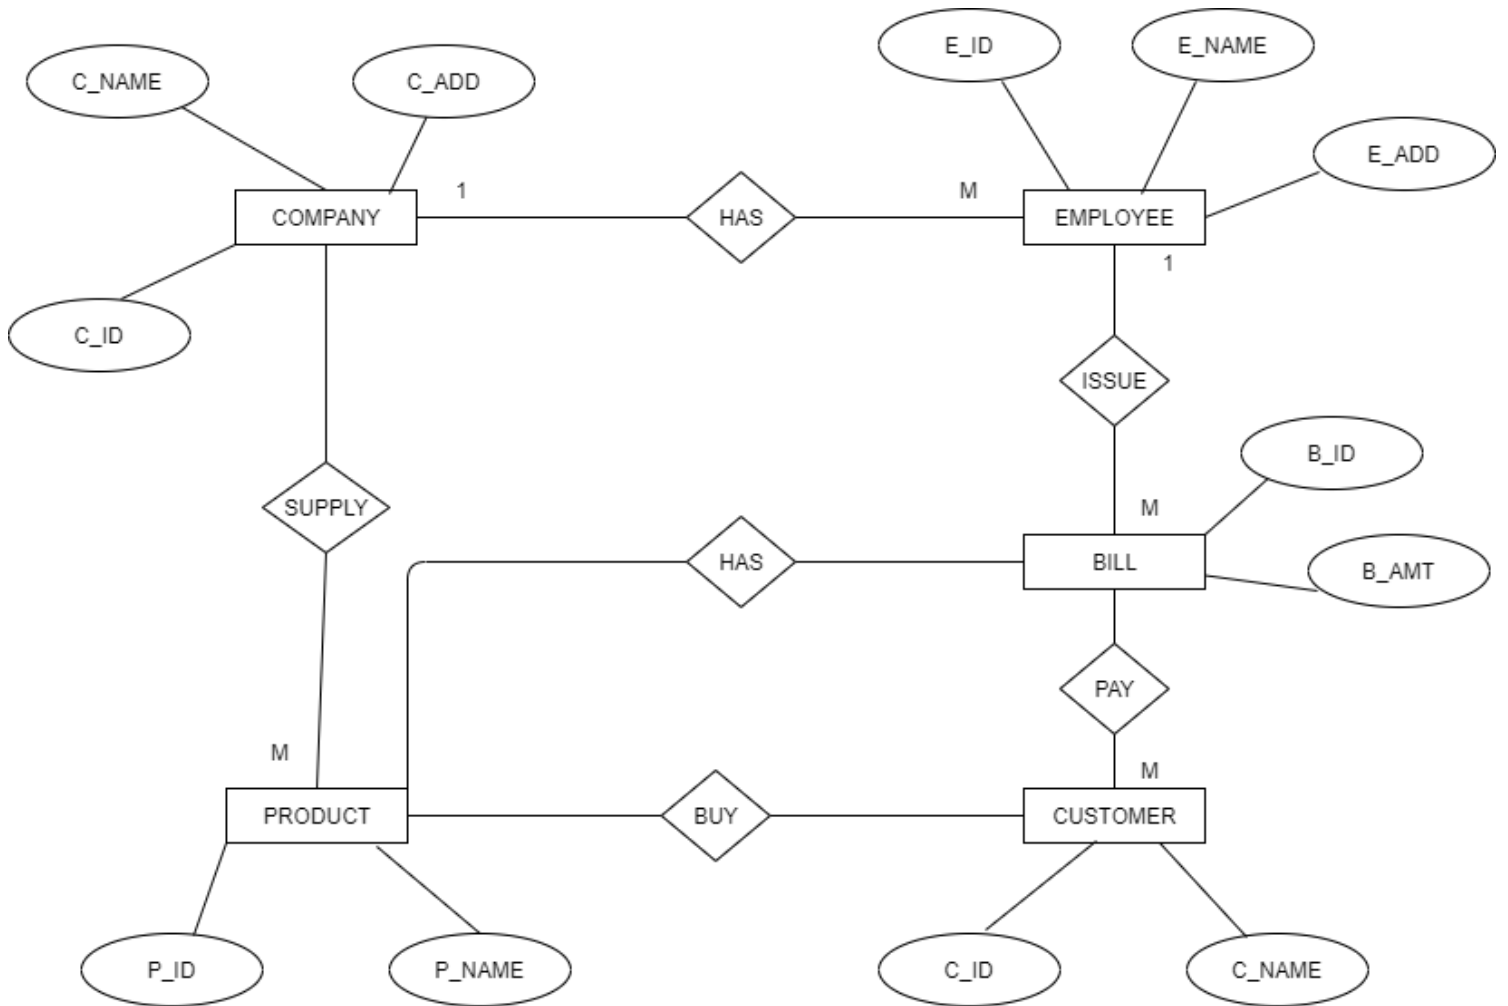 E_ID
E_NAME
C_NAME
C_ADD
E_ADD
1
M
COMPANY
HAS
EMPLOYEE
1
C_ID
ISSUE
B_ID
SUPPLY
M
HAS
BILL
B_AMT
PAY
M
M
PRODUCT
BUY
CUSTOMER
P_ID
P_NAME
C_ID
C_NAME